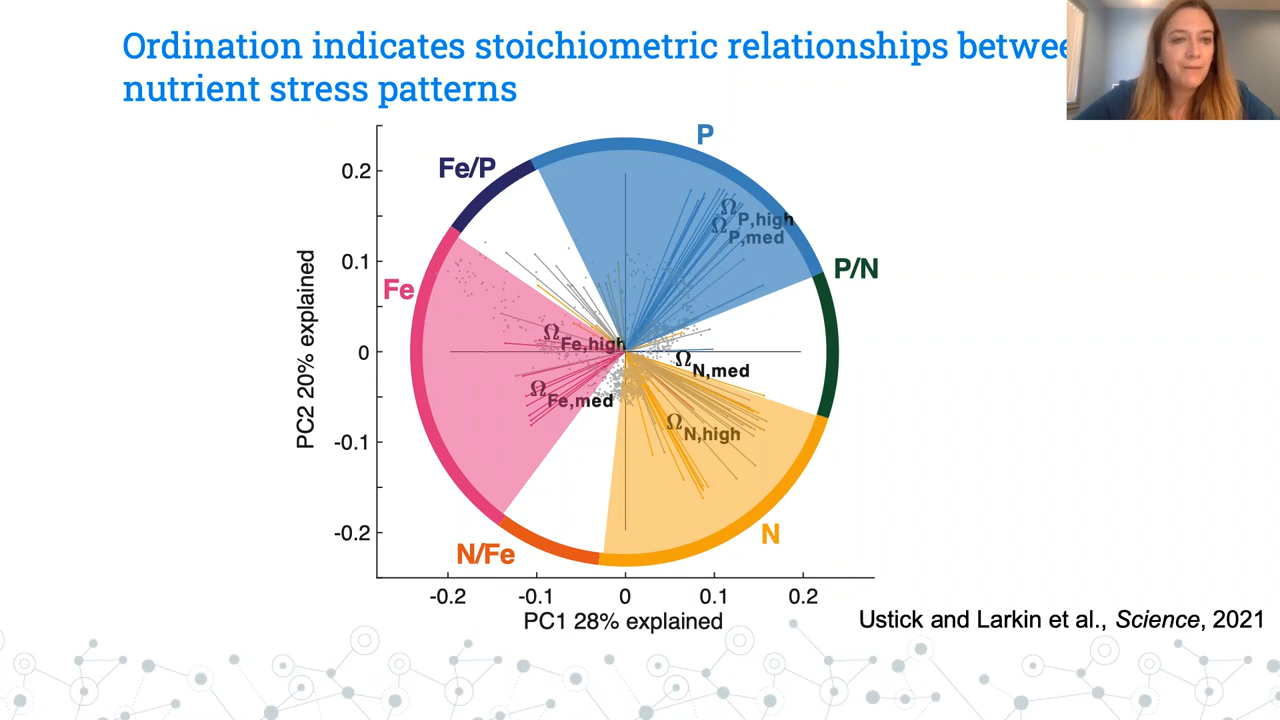 Ordination indicates stoichiometric relationships betwee
nutrient stress patterns
P
Fe/P
0.2
Ω P,high
Ω P,med
P/N
0.1
Fe
Ω Fe,high
0
Ω N,med
Ω Fe,med
PC2 20% explained
-0.1
Ω N,high
-0.2
N
N/Fe
-0.2 -0.1 0 0.1 0.2
PC1 28% explained
Ustick and Larkin et al., Science, 2021